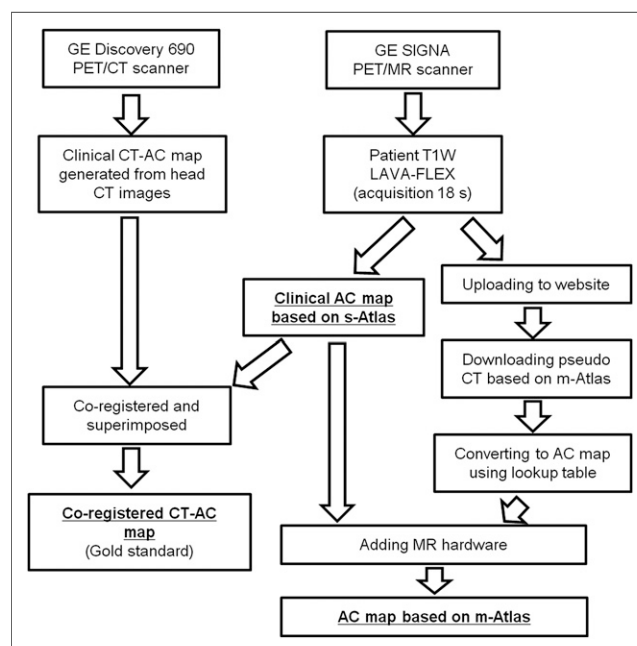 GE Discovery 690
PET/CT scanner
GE SIGNA
PET/MR scanner
Clinical CT-AC map
generated from head
CT images
Patient T1W
LAVA-FLEX
(acquisition 18 s)
Clinical AC map
based on s-Atlas
Uploading to website
Downloading pseudo
CT based on m-Atlas
Co-registered and
superimposed
Converting to AC map
using lookup table
Co-registered CT-AC
map
(Gold standard)
Adding MR hardware
AC map based on m-Atlas